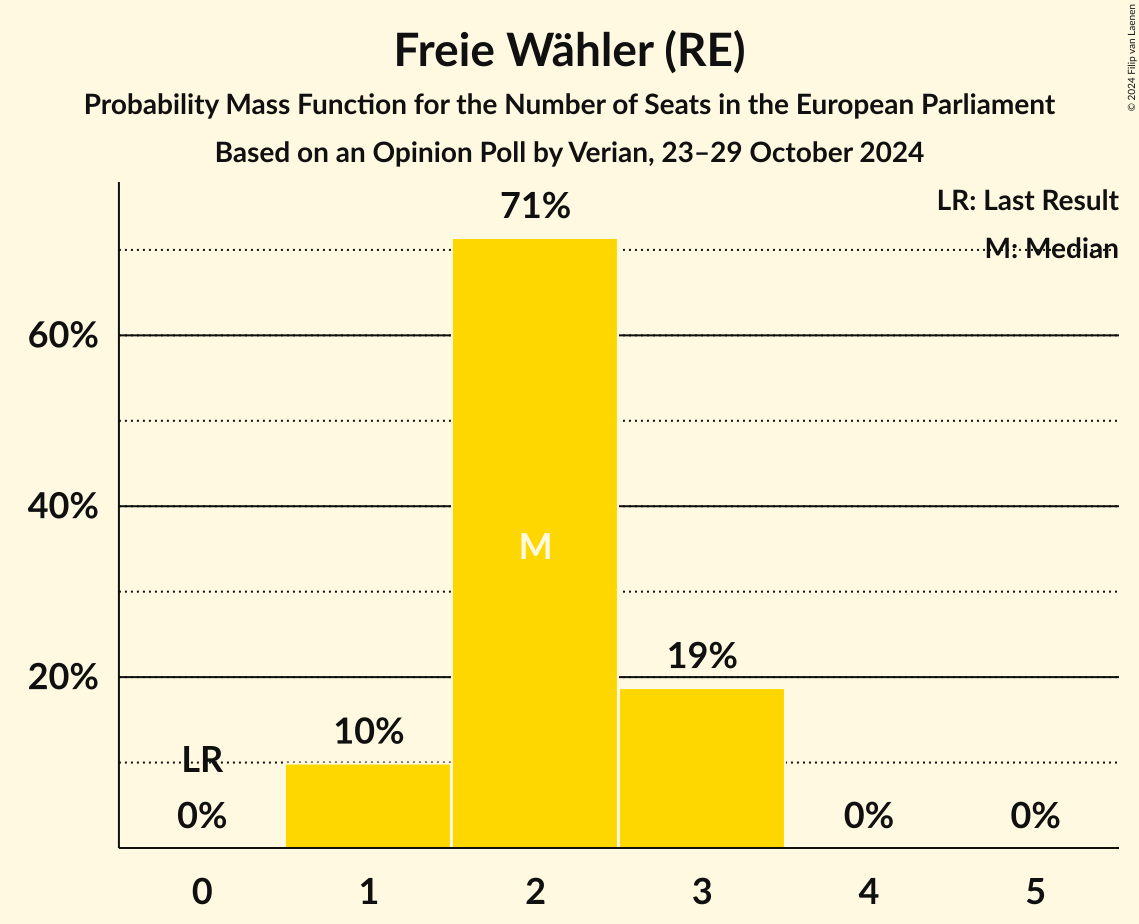 Freie Wähler (RE)
Probability Mass Function for the Number of Seats in the European Parliament
Based on an Opinion Poll by Verian, 23–29 October 2024
© 2024 Filip van Laenen
LR: Last Result
M: Median
71%
60%
40%
M
19%
20%
10%
LR
0%
0%
0%
0
1
2
3
4
5